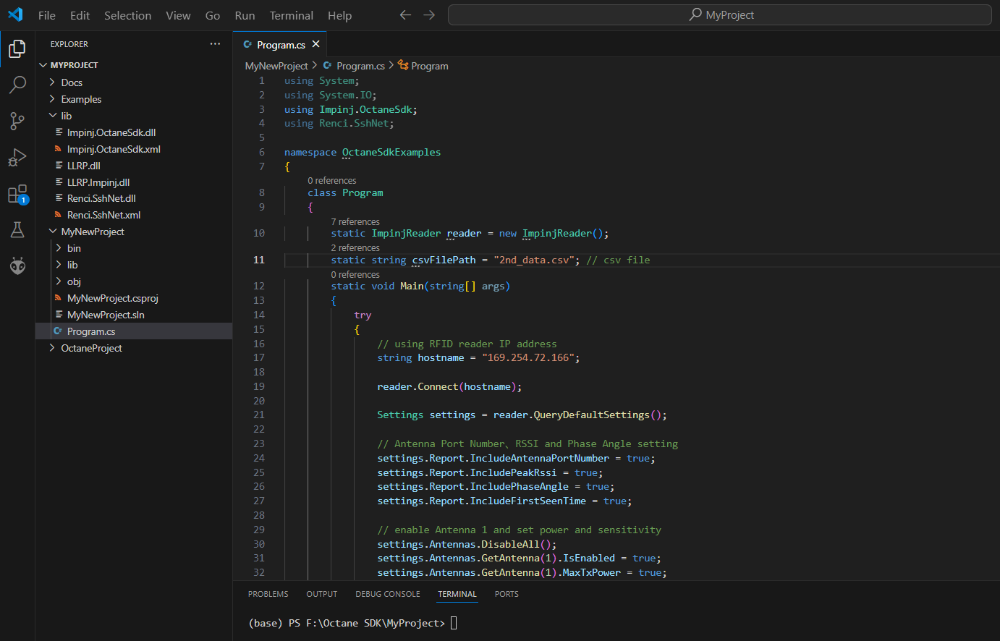 File Edit Selection View Go Run Terminal Help
MyProject
EXPLORER
MYPROJECT
Docs
Examples
lib
Impinj.OctaneSdk.dll
Impinj.OctaneSdk.xml
LLRP.dll
LLRP.Impinj.dll
Renci.SshNet.dll
Renci.SshNet.xml
MyNewProject
bin
lib
obj
MyNewProject.csproj
MyNewProject.sln
Program.cs
OctaneProject
1
Program.cs
MyNewProject > Program.cs > Program
1 using System;
2 using System.IO;
3 using Impinj.OctaneSdk;
4 using Renci.SshNet;
5
6 namespace OctaneSdkExamples
7 {
0 references
8 class Program
9 {
7 references
10 static ImpinjReader reader = new ImpinjReader();
2 references
11 static string csvFilePath = "2nd_data.csv"; // csv file
0 references
12 static void Main(string[] args)
13 {
14 try
15 {
16 // using RFID reader IP address
17 string hostname = "169.254.72.166";
18
19 reader.Connect(hostname);
20
21 Settings settings = reader.QueryDefaultSettings();
22
23 // Antenna Port Number、RSSI and Phase Angle setting
24 settings.Report.IncludeAntennaPortNumber = true;
25 settings.Report.IncludePeakRssi = true;
26 settings.Report.IncludePhaseAngle = true;
27 settings.Report.IncludeFirstSeenTime = true;
28
29 // enable Antenna 1 and set power and sensitivity
30 settings.Antennas.DisableAll();
31 settings.Antennas.GetAntenna(1).IsEnabled = true;
32 settings.Antennas.GetAntenna(1).MaxTxPower = true;
PROBLEMS OUTPUT DEBUG CONSOLE TERMINAL PORTS
(base) PS F:\Octane SDK\MyProject>